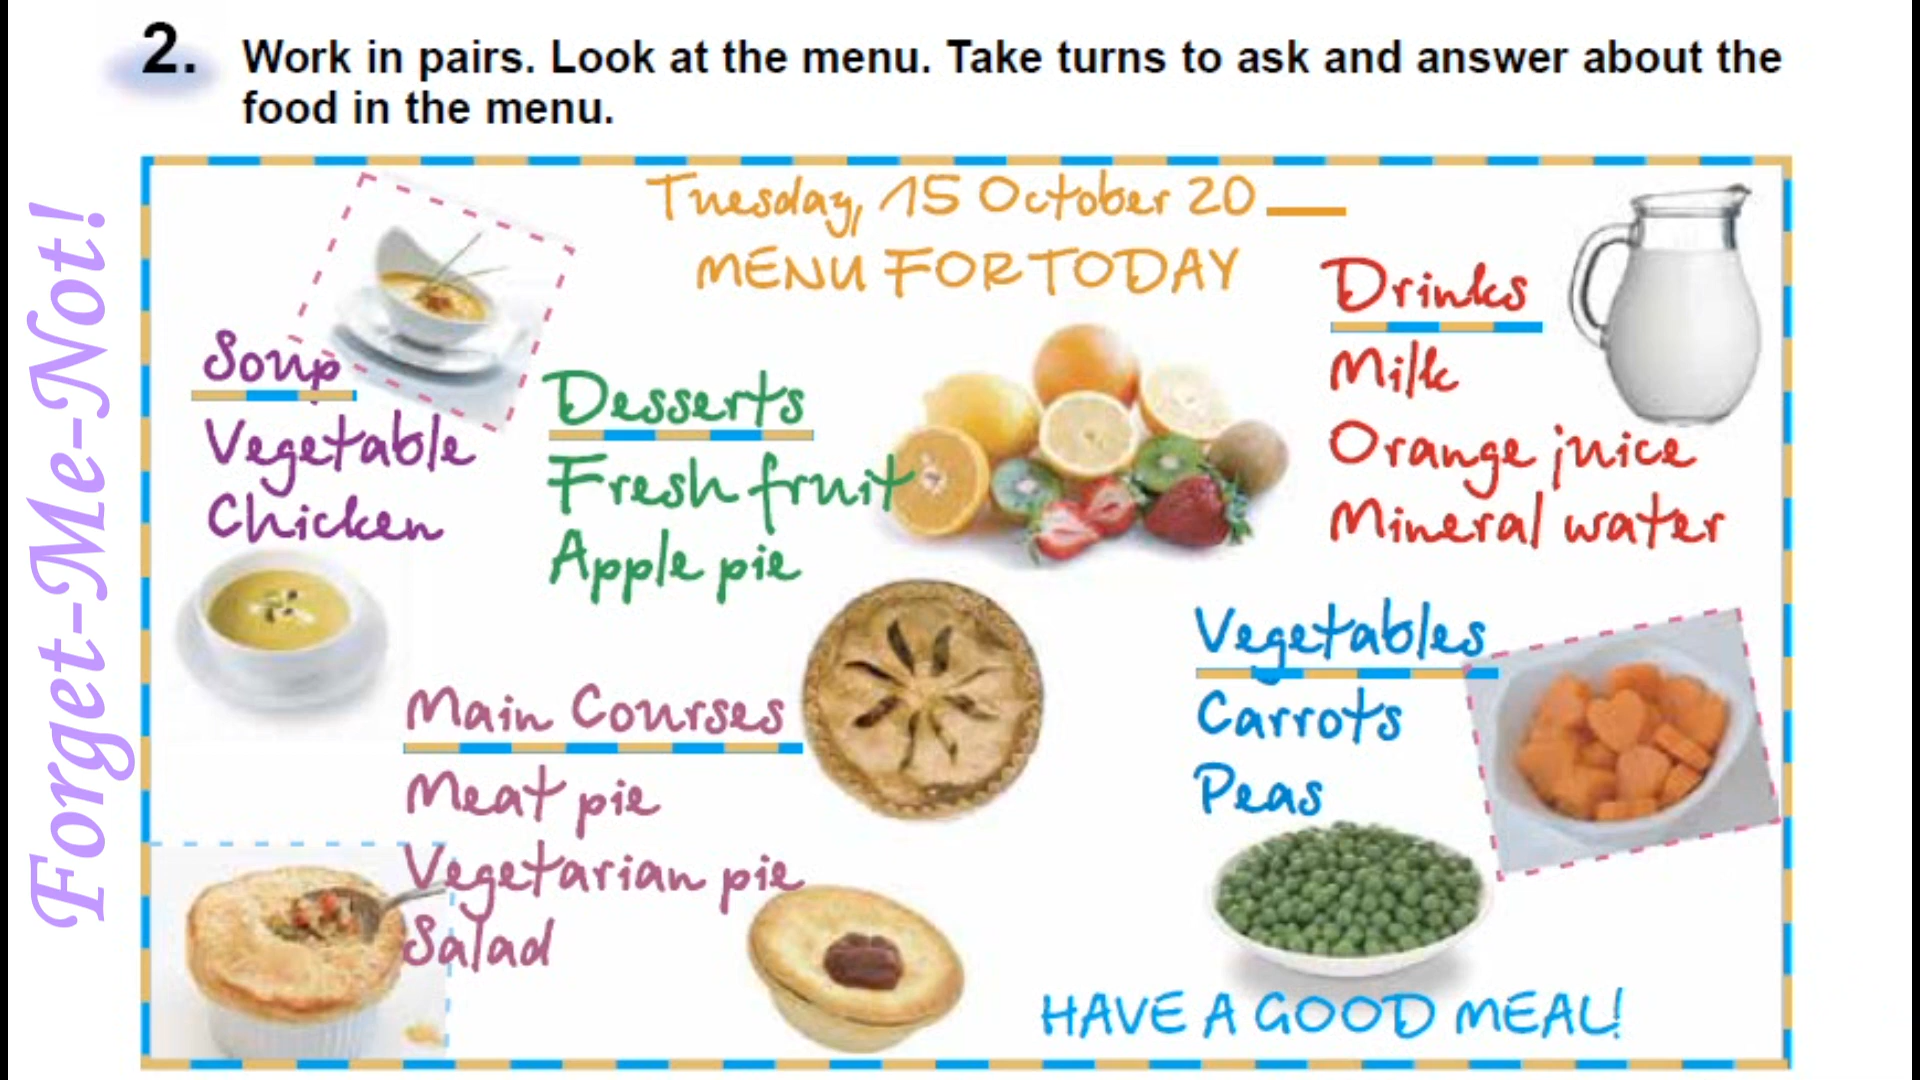 2. Work in pairs. Look at the menu. Take turns to ask and answer about the
food in the menu.
Forget-Me-Not!
Tuesday, 15 October 20 __
MENU FOR TODAY
Soup
Vegetable
Chicken
Desserts
Fresh fruit
Apple pie
Drinks
Milk
Orange juice
Mineral water
Main Courses
Meat pie
Vegetarian pie
Salad
Vegetables
Carrots
Peas
HAVE A GOOD MEAL!